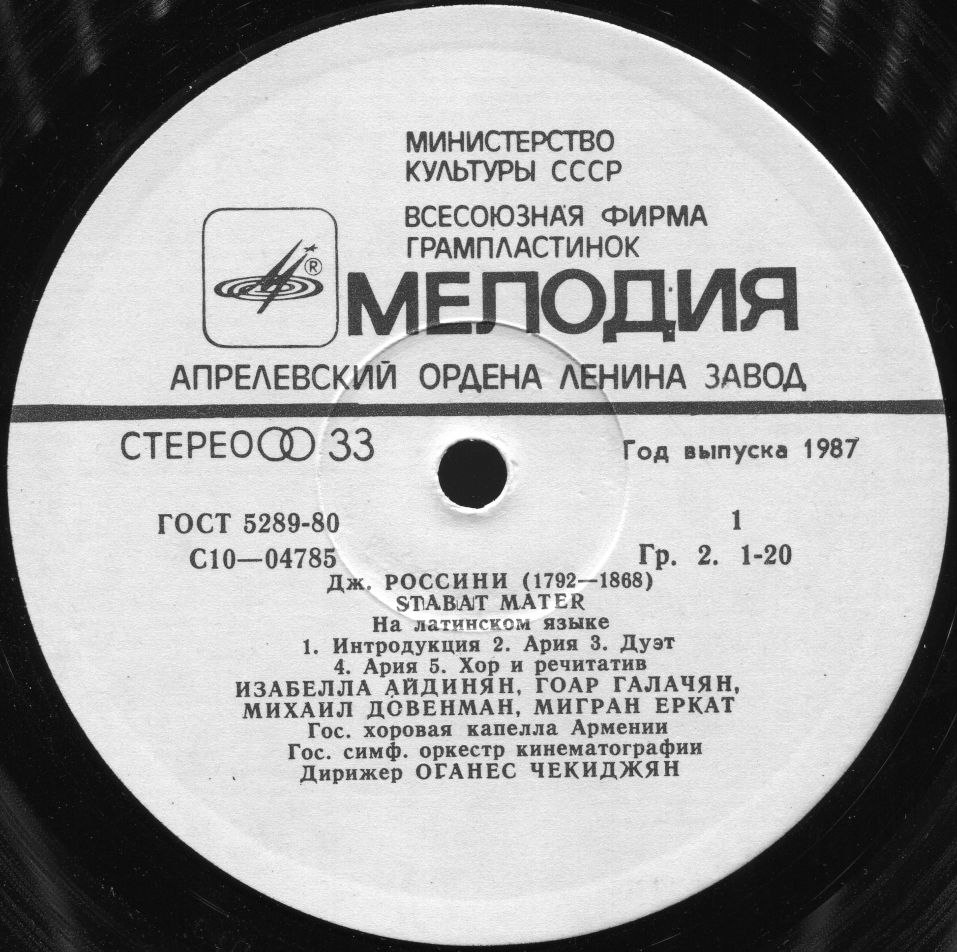 МИНИСТЕРСТВО
КУЛЬТУРЫ СССР
ВСЕСОЮЗНАЯ ФИРМА
ГРАМПЛАСТИНОК
®
МЕЛОДИЯ
АПРЕЛЕВСКИЙ ОРДЕНА ЛЕНИНА ЗАВОД
СТЕРЕО 33
Год выпуска 1987
ГОСТ 5289-80
1
С10—04785
Гр. 2. 1-20
Дж. РОССИНИ (1792—1868)
STABAT MATER
На латинском языке
1. Интродукция 2. Ария 3. Дуэт
4. Ария 5. Хор и речитатив
ИЗАБЕЛЛА АЙДИНЯН, ГОАР ГАЛАЧЯН,
МИХАИЛ ДОВЕНМАН, МИГРАН ЕРКАТ
Гос. хоровая капелла Армении
Гос. симф. оркестр кинематографии
Дирижер ОГАНЕС ЧЕКИДЖЯН